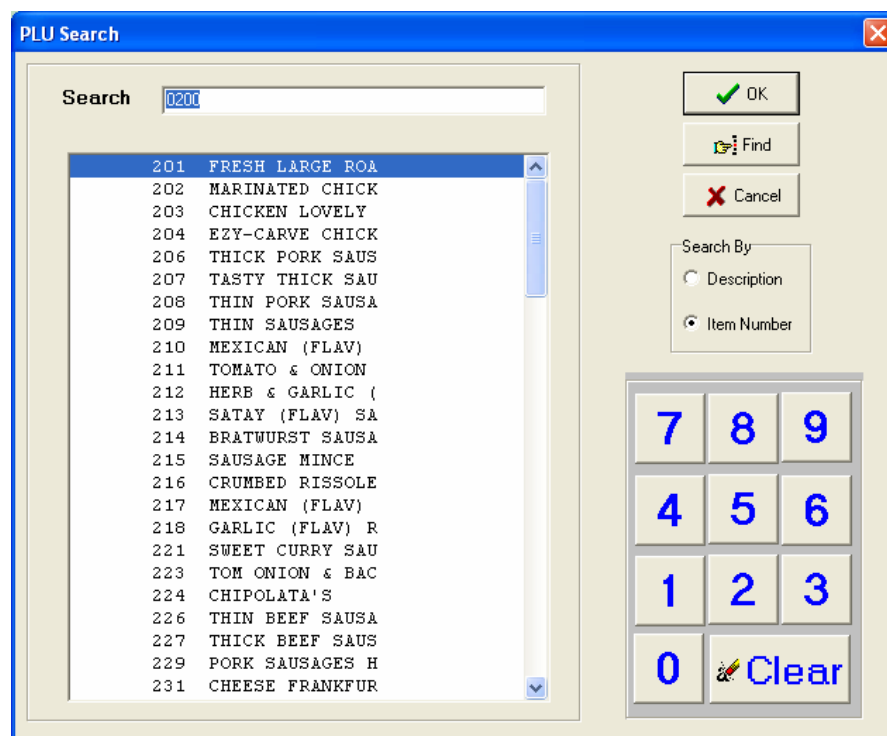 PLU Search
Search 0200
201 FRESH LARGE ROA
202 MARINATED CHICK
203 CHICKEN LOVELY
204 EZY-CARVE CHICK
206 THICK PORK SAUS
207 TASTY THICK SAU
208 THIN PORK SAUSA
209 THIN SAUSAGES
210 MEXICAN (FLAV)
211 TOMATO & ONION
212 HERB & GARLIC (
213 SATAY (FLAV) SA
214 BRATWURST SAUSA
215 SAUSAGE MINCE
216 CRUMBED RISSOLE
217 MEXICAN (FLAV)
218 GARLIC (FLAV) R
221 SWEET CURRY SAU
223 TOM ONION & BAC
224 CHIPOLATA'S
226 THIN BEEF SAUSA
227 THICK BEEF SAUS
229 PORK SAUSAGES H
231 CHEESE FRANKFUR
OK
Find
Cancel
Search By
Description
Item Number
7 8 9
4 5 6
1 2 3
0 Clear